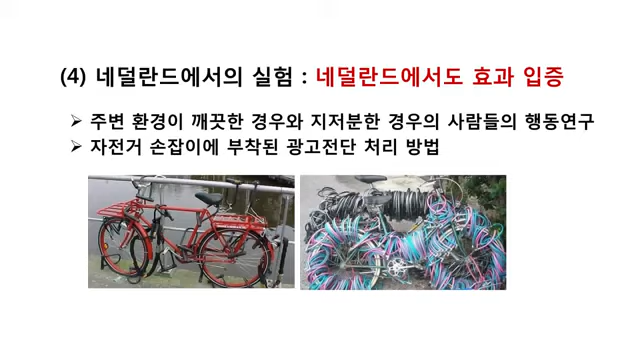 (4) 네덜란드에서의 실험 : 네덜란드에서도 효과 입증
➢ 주변 환경이 깨끗한 경우와 지저분한 경우의 사람들의 행동연구
➢ 자전거 손잡이에 부착된 광고전단 처리 방법